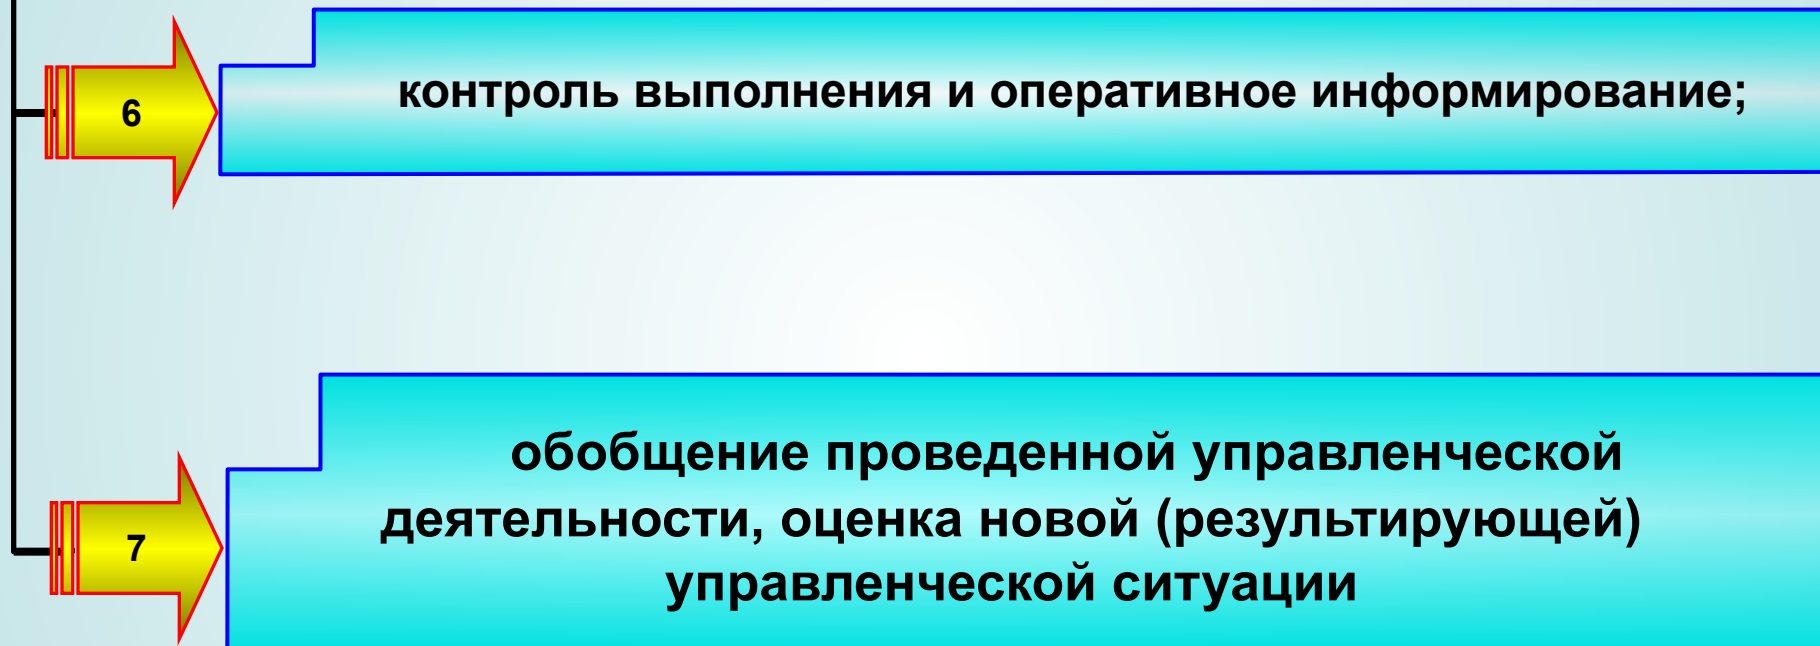 6
контроль выполнения и оперативное информирование;
7
обобщение проведенной управленческой
деятельности, оценка новой (результирующей)
управленческой ситуации